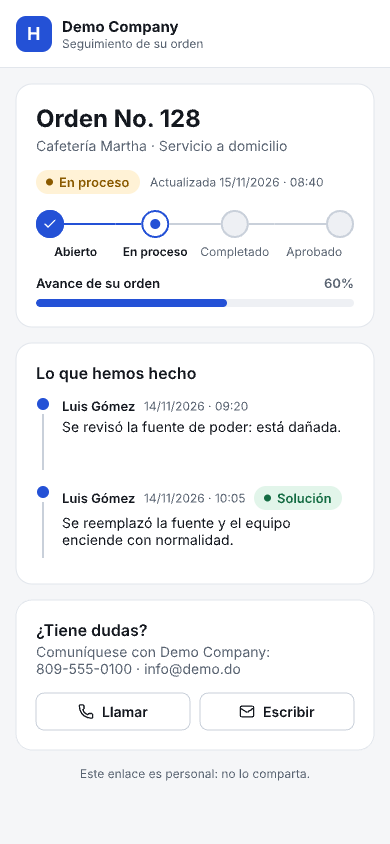 H
Demo Company
Seguimiento de su orden
Orden No. 128
Cafetería Martha · Servicio a domicilio
En proceso Actualizada 15/11/2026 · 08:40
Abierto En proceso Completado Aprobado
Avance de su orden 60%
Lo que hemos hecho
Luis Gómez 14/11/2026 · 09:20
Se revisó la fuente de poder: está dañada.
Luis Gómez 14/11/2026 · 10:05 Solución
Se reemplazó la fuente y el equipo
enciende con normalidad.
¿Tiene dudas?
Comuníquese con Demo Company:
809-555-0100 · info@demo.do
Llamar Escribir
Este enlace es personal: no lo comparta.